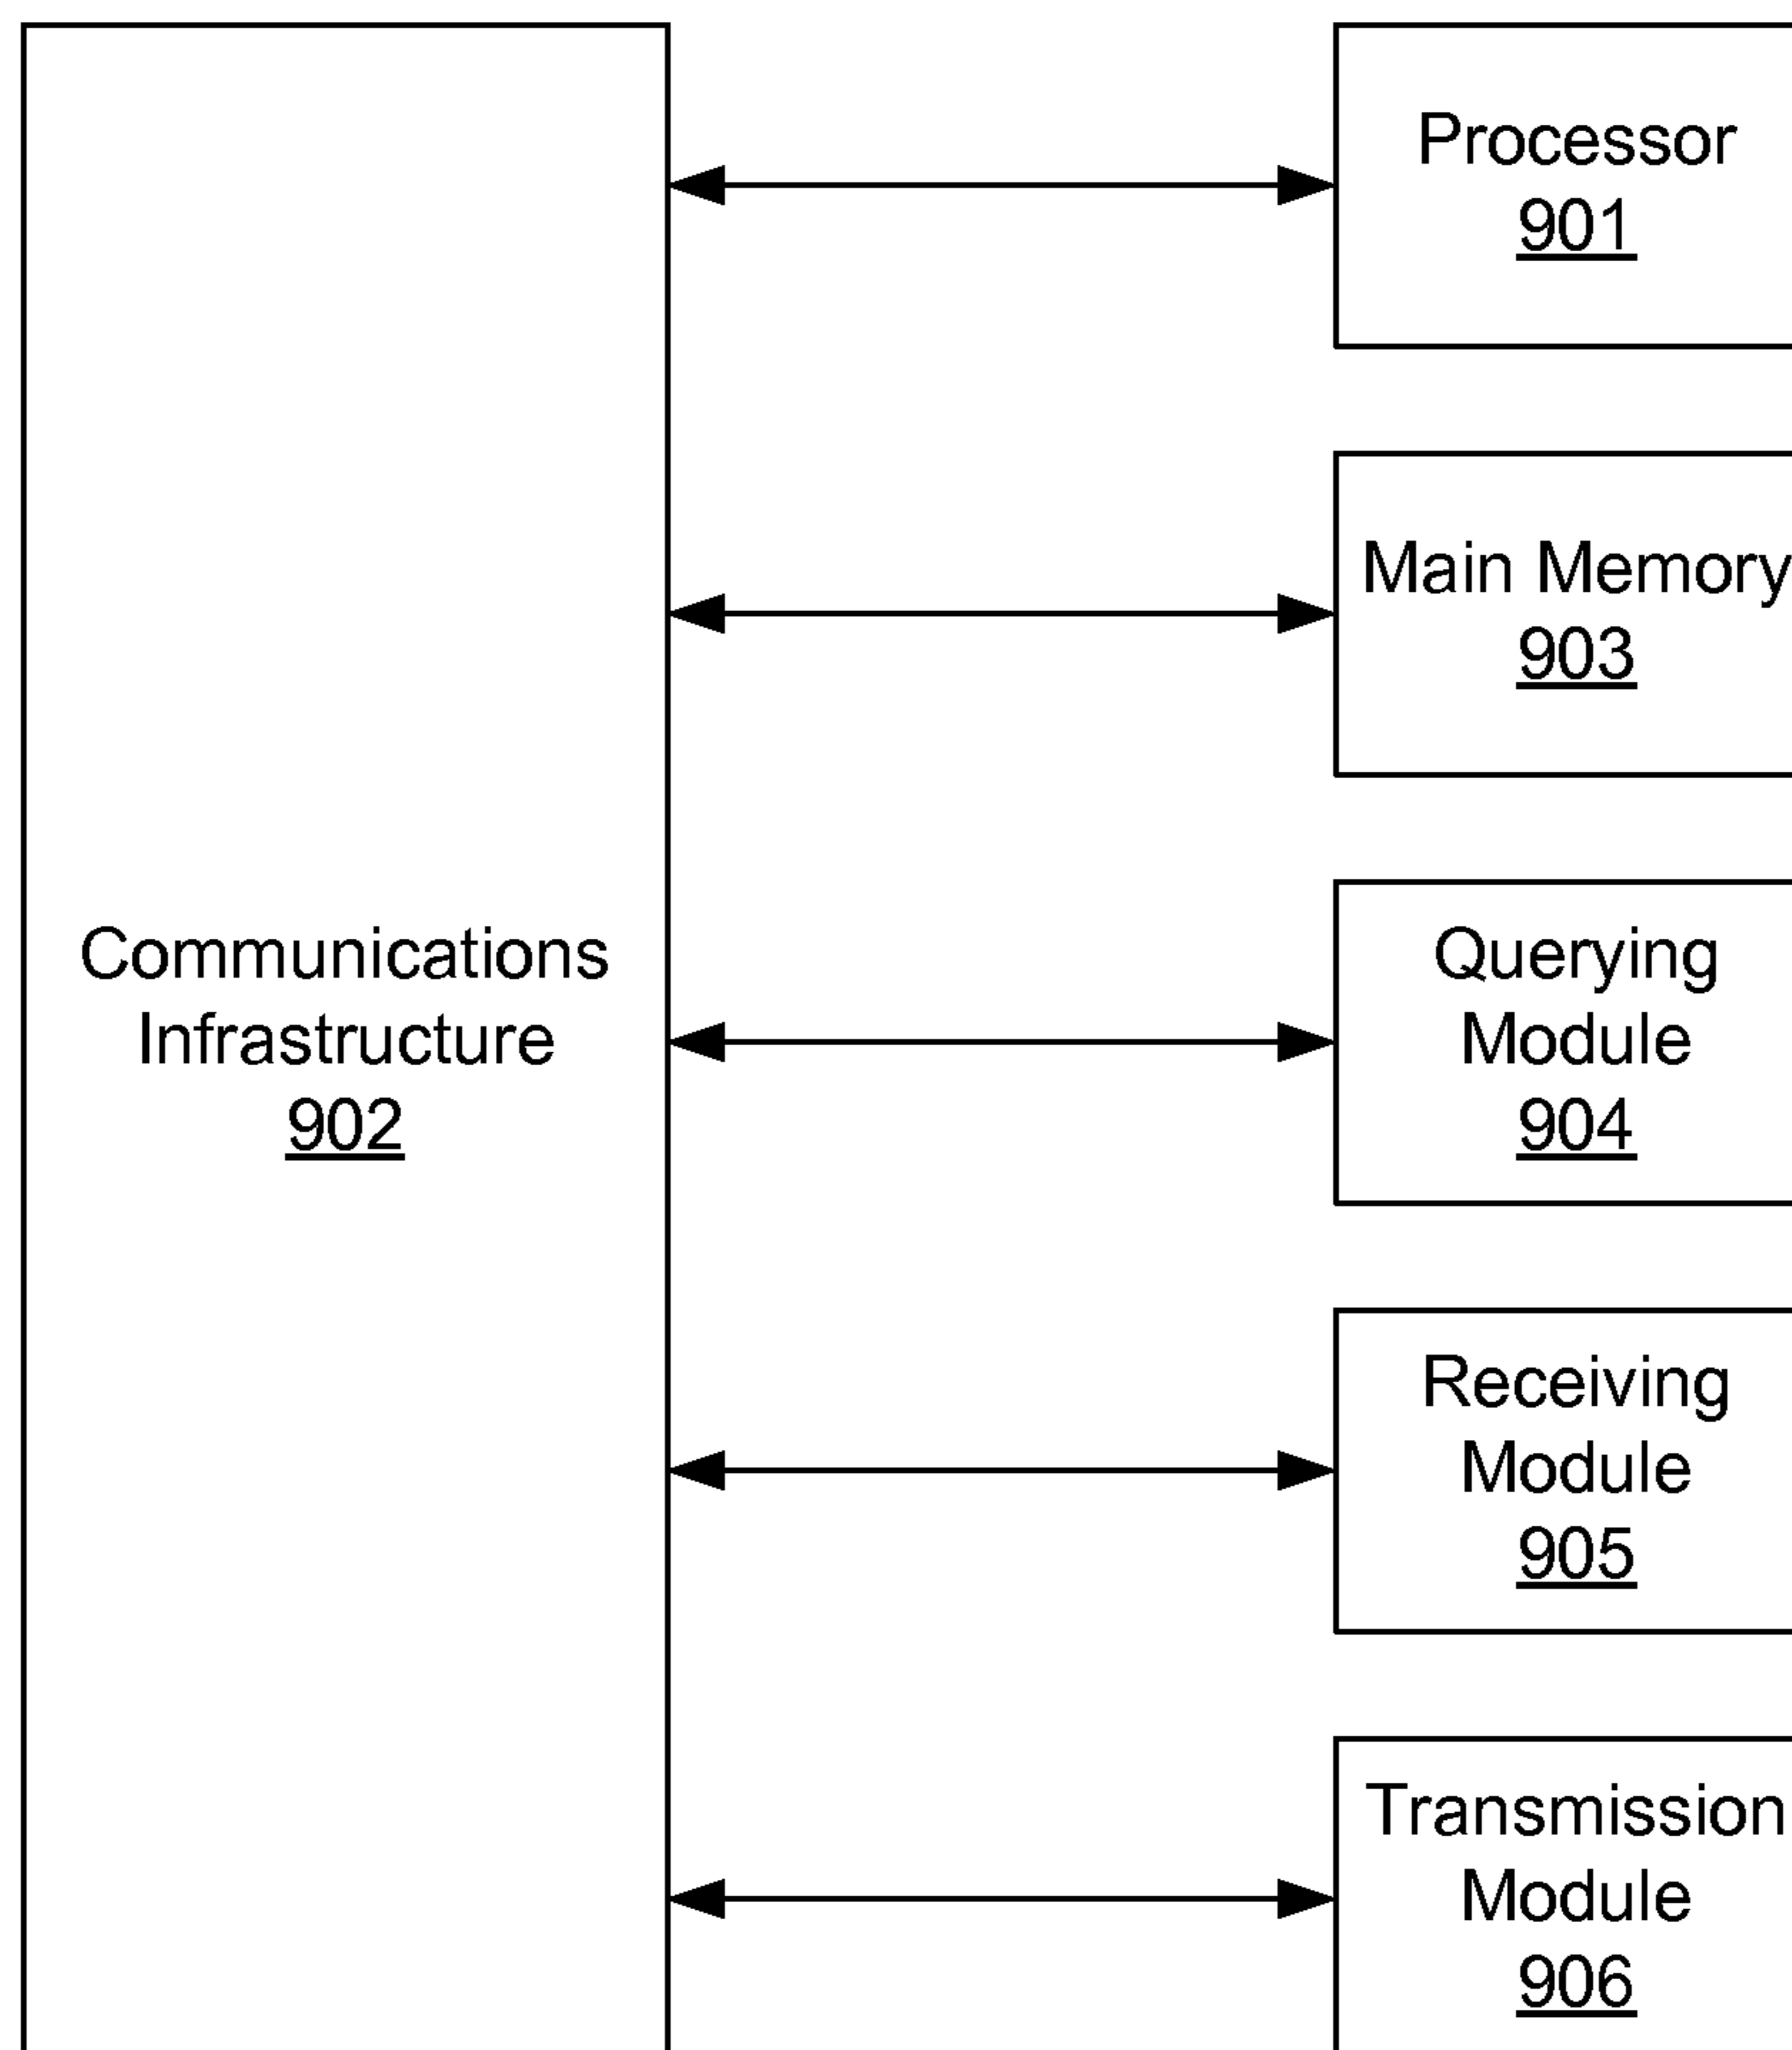 Processor
901
Main Memory
903
Communications
Infrastructure
902
Querying
Module
904
Receiving
Module
905
Transmission
Module
906